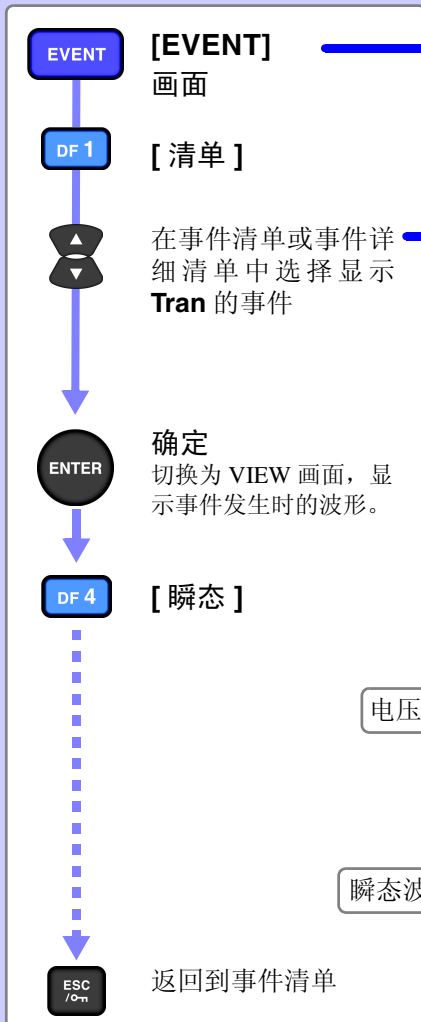 EVENT
[EVENT]
画面
DF 1
[ 清单 ]
在事件清单或事件详
细清单中选择显示
Tran 的事件
ENTER
确定
切换为 VIEW 画面，显
示事件发生时的波形。
DF 4
[ 瞬态 ]
电压
瞬态波
ESC
/
返回到事件清单